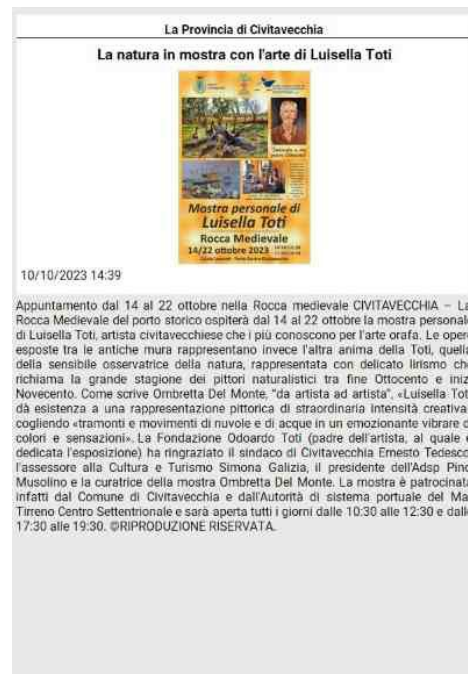 La Provincia di Civitavecchia
La natura in mostra con l'arte di Luisella Toti
Mostra personale di
Luisella Toti
Rocca Medievale
14/22 ottobre 2023
10/10/2023 14:39
Appuntamento dal 14 al 22 ottobre nella Rocca medievale CIVITAVECCHIA – La
Rocca Medievale del porto storico ospiterà dal 14 al 22 ottobre la mostra personal
di Luisella Toti, artista civitavecchiese che i più conoscono per l'arte orafa. Le oper
esposte tra le antiche mura rappresentano invece l'altra anima della Toti, quella
della sensibile osservatrice della natura, rappresentata con delicato lirismo che
richiama la grande stagione dei pittori naturalistici tra fine Ottocento e iniz
Novecento. Come scrive Ombretta Del Monte, "da artista ad artista", «Luisella Tot
dà esistenza a una rappresentazione pittorica di straordinaria intensità creativa,
cogliendo «tramonti e movimenti di nuvole e di acque in un emozionante vibrare d
colori e sensazioni». La Fondazione Odoardo Toti (padre dell'artista, al quale è
dedicata l'esposizione) ha ringraziato il sindaco di Civitavecchia Ernesto Tedesco,
l'assessore alla Cultura e Turismo Simona Galizia, il presidente dell'Adsp Pino
Musolino e la curatrice della mostra Ombretta Del Monte. La mostra è patrocinata
infatti dal Comune di Civitavecchia e dall'Autorità di sistema portuale del Mar
Tirreno Centro Settentrionale e sarà aperta tutti i giorni dalle 10:30 alle 12:30 e dalle
17:30 alle 19:30. ©RIPRODUZIONE RISERVATA.